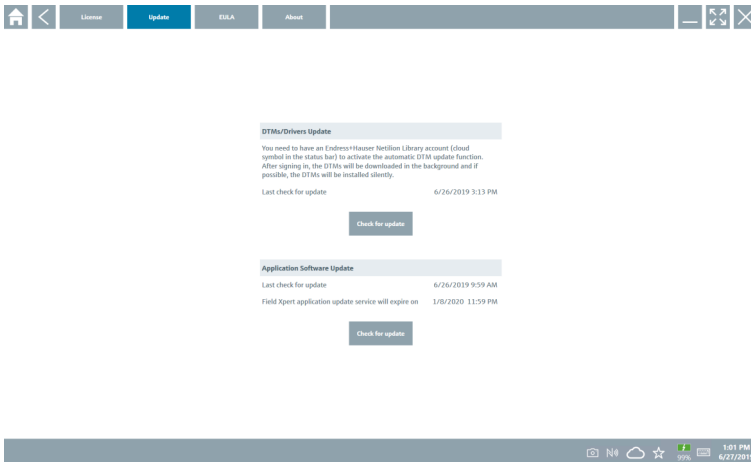 License Update EULA About
DTMs/Drivers Update
You need to have an Endress+Hauser Netilion Library account (cloud
symbol in the status bar) to activate the automatic DTM update function.
After signing in, the DTMs will be downloaded in the background and if
possible, the DTMs will be installed silently.
Last check for update 6/26/2019 3:13 PM
Check for update
Application Software Update
Last check for update 6/26/2019 9:59 AM
Field Xpert application update service will expire on 1/8/2020 11:59 PM
Check for update
99% 1:01 PM
6/27/201